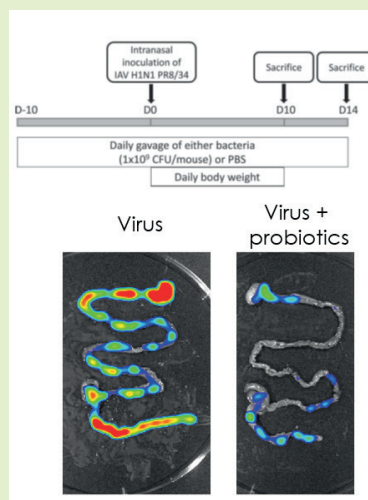 Intranasal
inoculation of
IAV H1N1 PR8/34
Sacrifice
Sacrifice
D-10
D0
D10
D14
Daily gavage of either bacteria
(1x10⁹ CFU/mouse) or PBS
Daily body weight
Virus
Virus +
probiotics